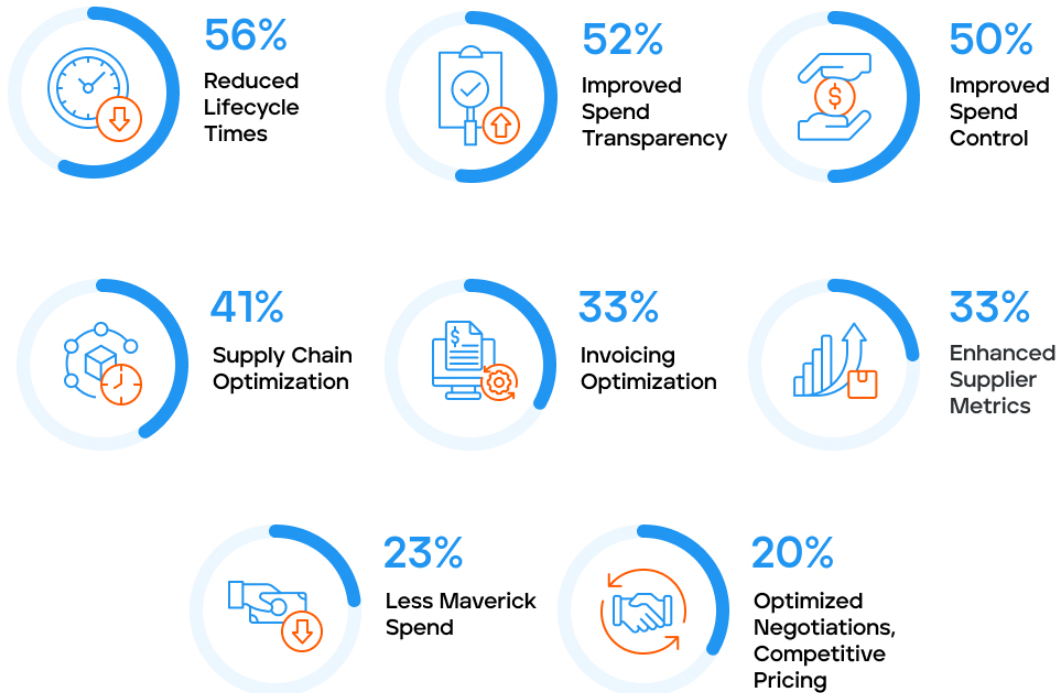 56%
Reduced
Lifecycle
Times
52%
Improved
Spend
Transparency
50%
Improved
Spend
Control
$
41%
Supply Chain
Optimization
33%
Invoicing
Optimization
$
33%
Enhanced
Supplier
Metrics
23%
Less Maverick
Spend
20%
Optimized
Negotiations,
Competitive
Pricing